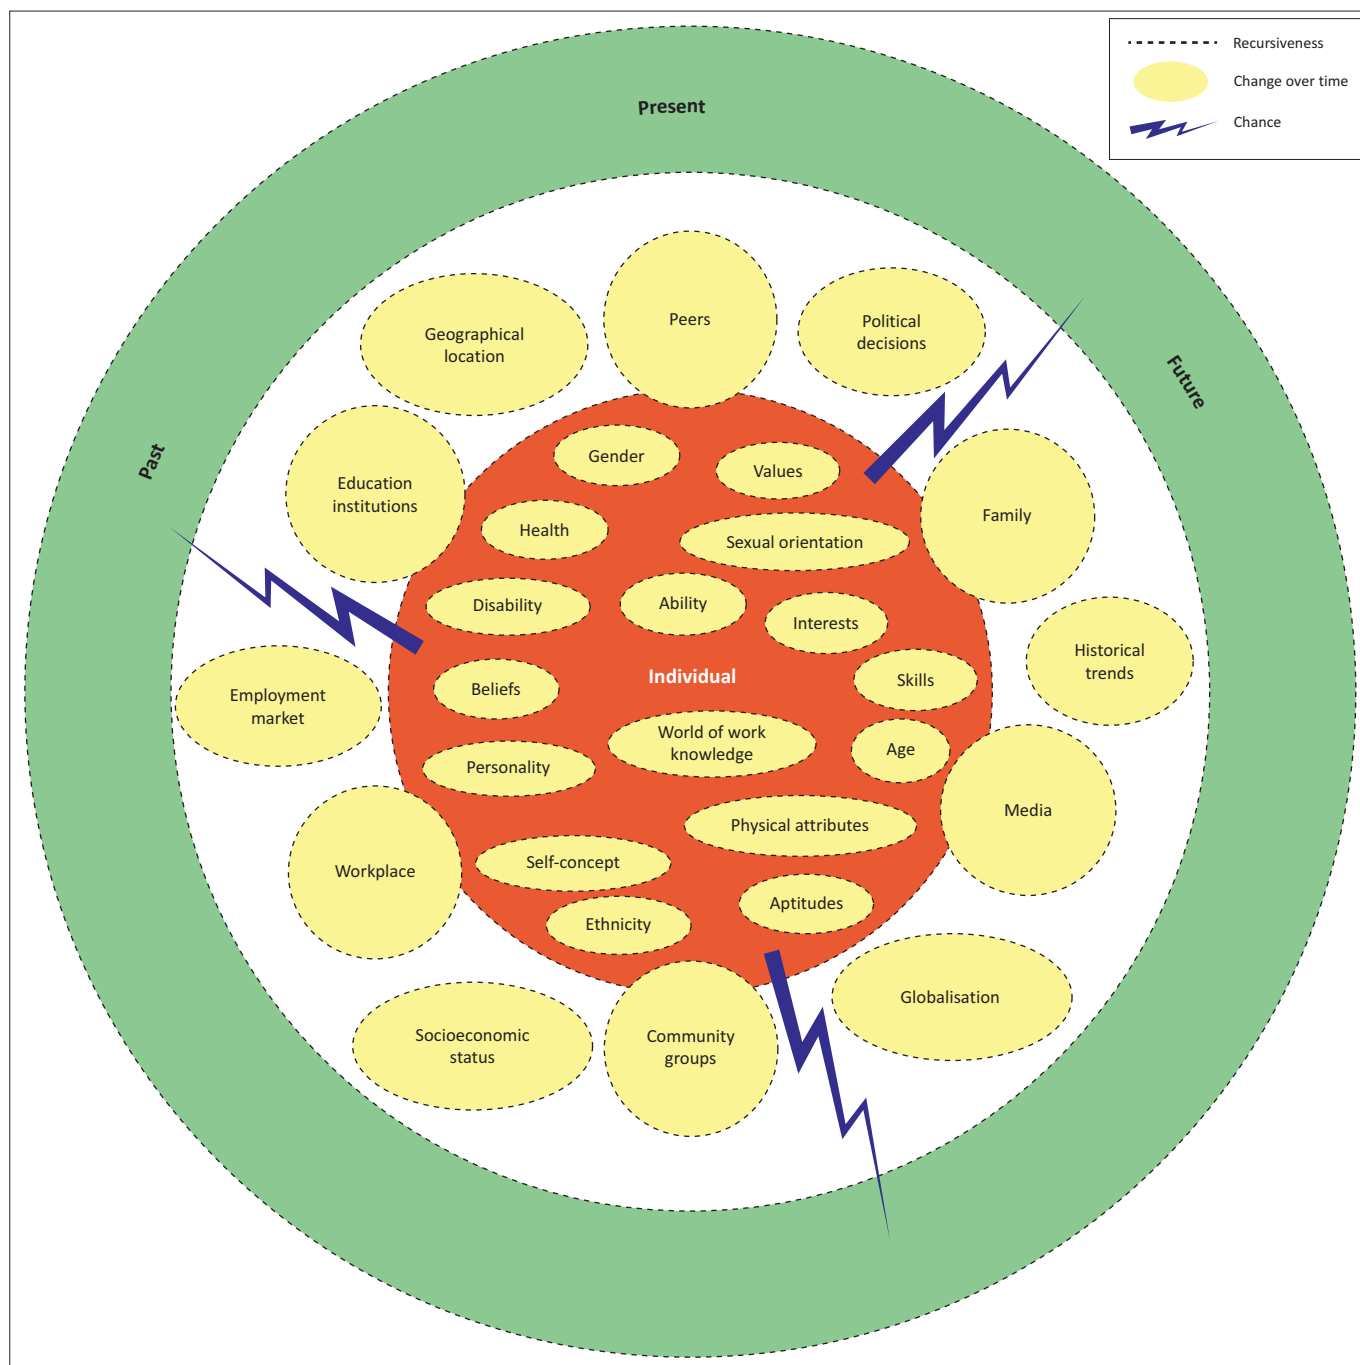 Recursiveness
Change over time
Chance
Present
Past
Future
Peers
Political
decisions
Geographical
location
Education
institutions
Family
Gender
Values
Health
Sexual orientation
Disability
Ability
Interests
Historical
trends
Individual
Skills
Beliefs
Employment
market
World of work
knowledge
Age
Personality
Media
Physical attributes
Workplace
Self-concept
Aptitudes
Ethnicity
Globalisation
Socioeconomic
status
Community
groups